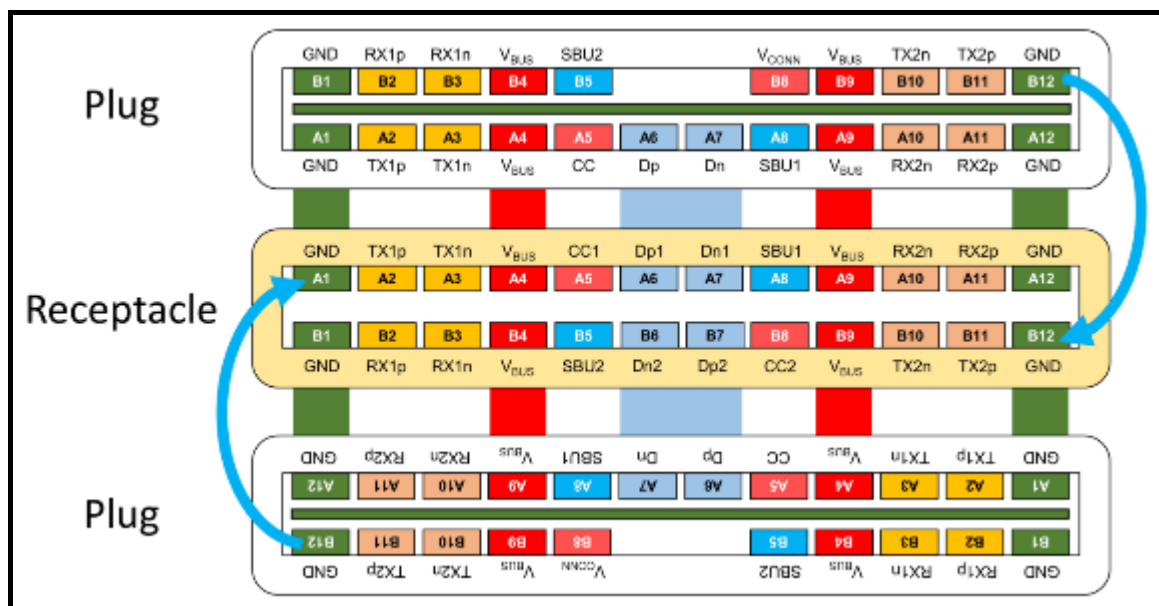 GND RX1p RX1n VBUS SBU2 VCONN VBUS TX2n TX2p GND
B1 B2 B3 B4 B5 B8 B9 B10 B11 B12
Plug
A1 A2 A3 A4 A5 A6 A7 A8 A9 A10 A11 A12
GND TX1p TX1n VBUS CC Dp Dn SBU1 VBUS RX2n RX2p GND
GND TX1p TX1n VBUS CC1 Dp1 Dn1 SBU1 VBUS RX2n RX2p GND
A1 A2 A3 A4 A5 A6 A7 A8 A9 A10 A11 A12
Receptacle
B1 B2 B3 B4 B5 B6 B7 B8 B9 B10 B11 B12
GND RX1p RX1n VBUS SBU2 Dn2 Dp2 CC2 VBUS TX2n TX2p GND
GND RX2p RX2n VBUS SBU1 Dn Dp CC VBUS TX1n TX1p GND
A12 A11 A10 A9 A8 A7 A6 A5 A4 A3 A2 A1
Plug
B12 B11 B10 B9 B8 B5 B4 B3 B2 B1
GND TX2p TX2n VBUS VCONN SBU2 VBUS RX1n RX1p GND